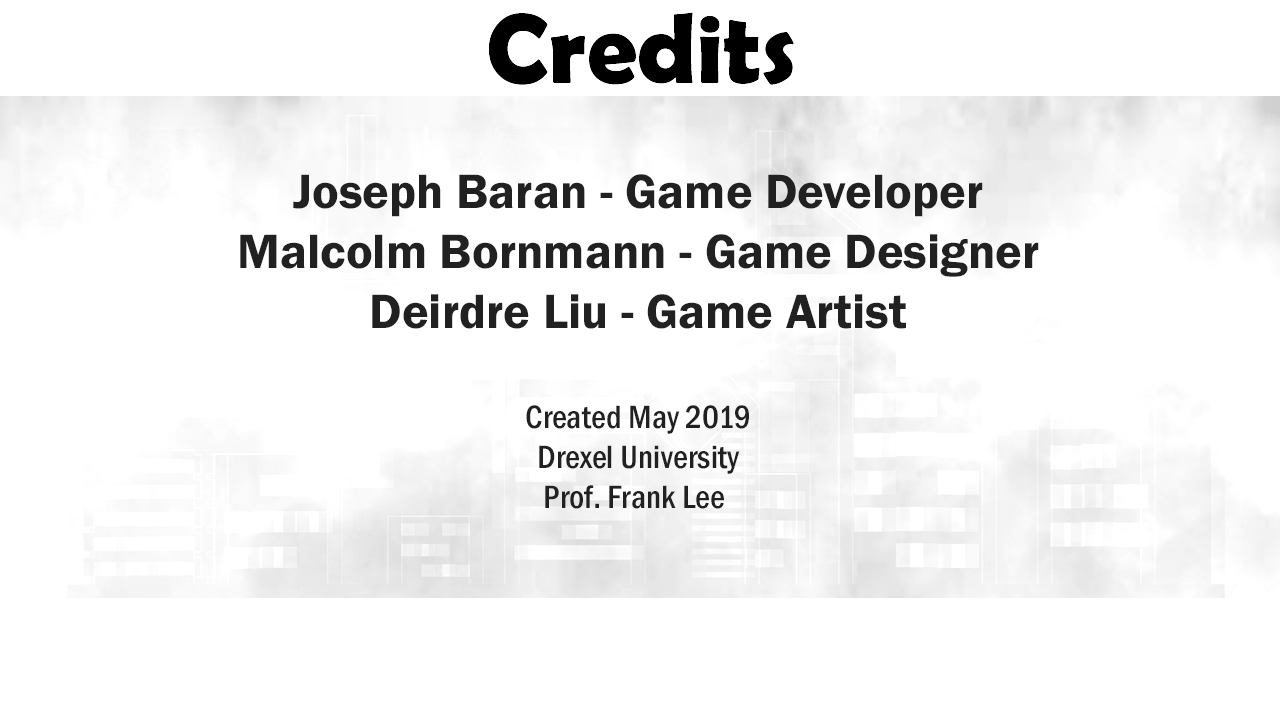 Credits
Joseph Baran - Game Developer
Malcolm Bornmann - Game Designer
Deirdre Liu - Game Artist
Created May 2019
Drexel University
Prof. Frank Lee